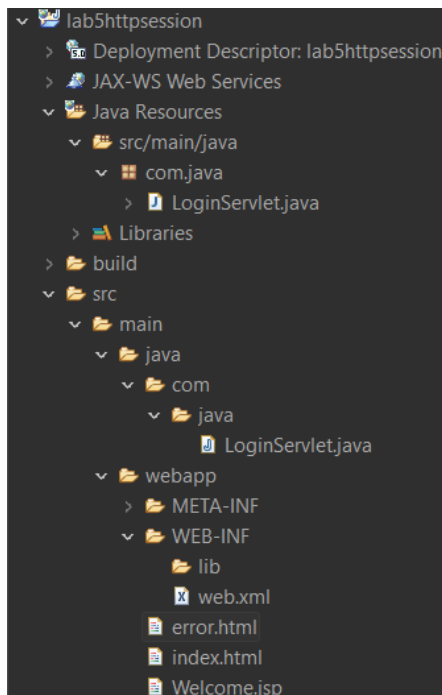 lab5httpsession
5.0 Deployment Descriptor: lab5httpsession
JAX-WS Web Services
Java Resources
src/main/java
com.java
LoginServlet.java
Libraries
build
src
main
java
com
java
LoginServlet.java
webapp
META-INF
WEB-INF
lib
web.xml
error.html
index.html
Welcome.jsp